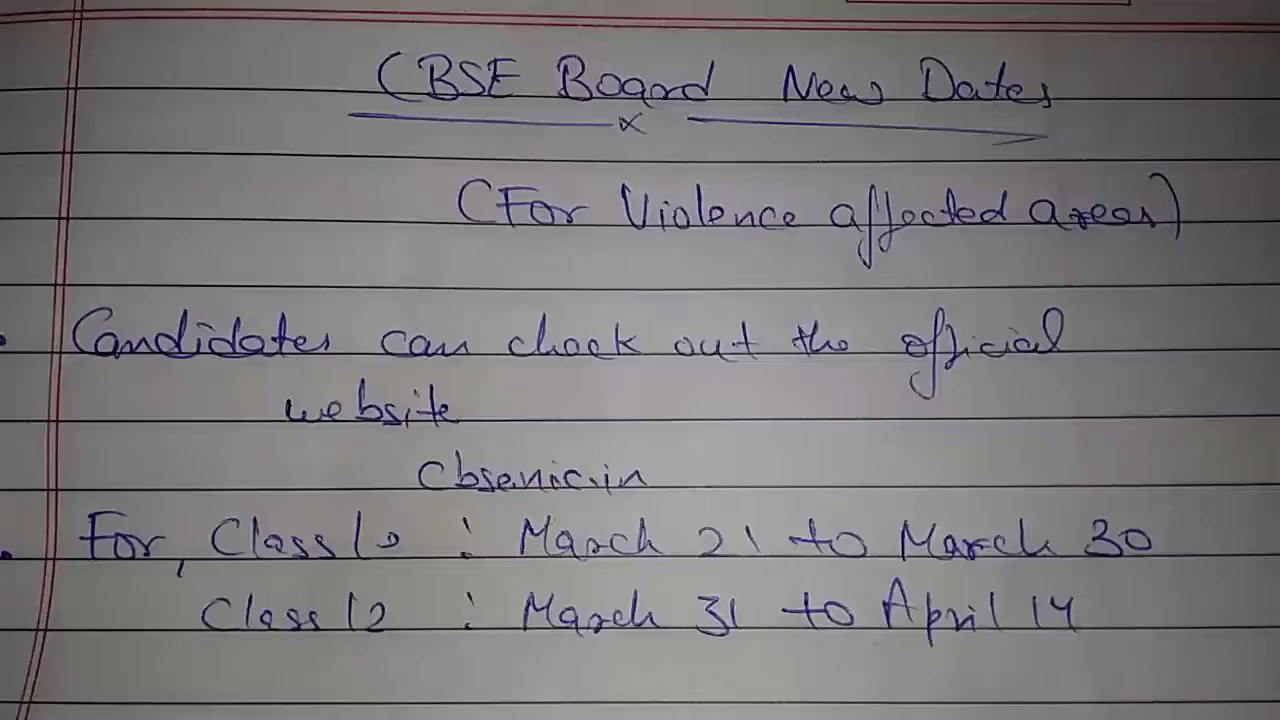 CBSE Board New Dates
(For Violence affected areas)
Candidates can check out the official
website
Cbsenic.in
For, Class 10 : March 21 to March 30
Class 12 : March 31 to April 14